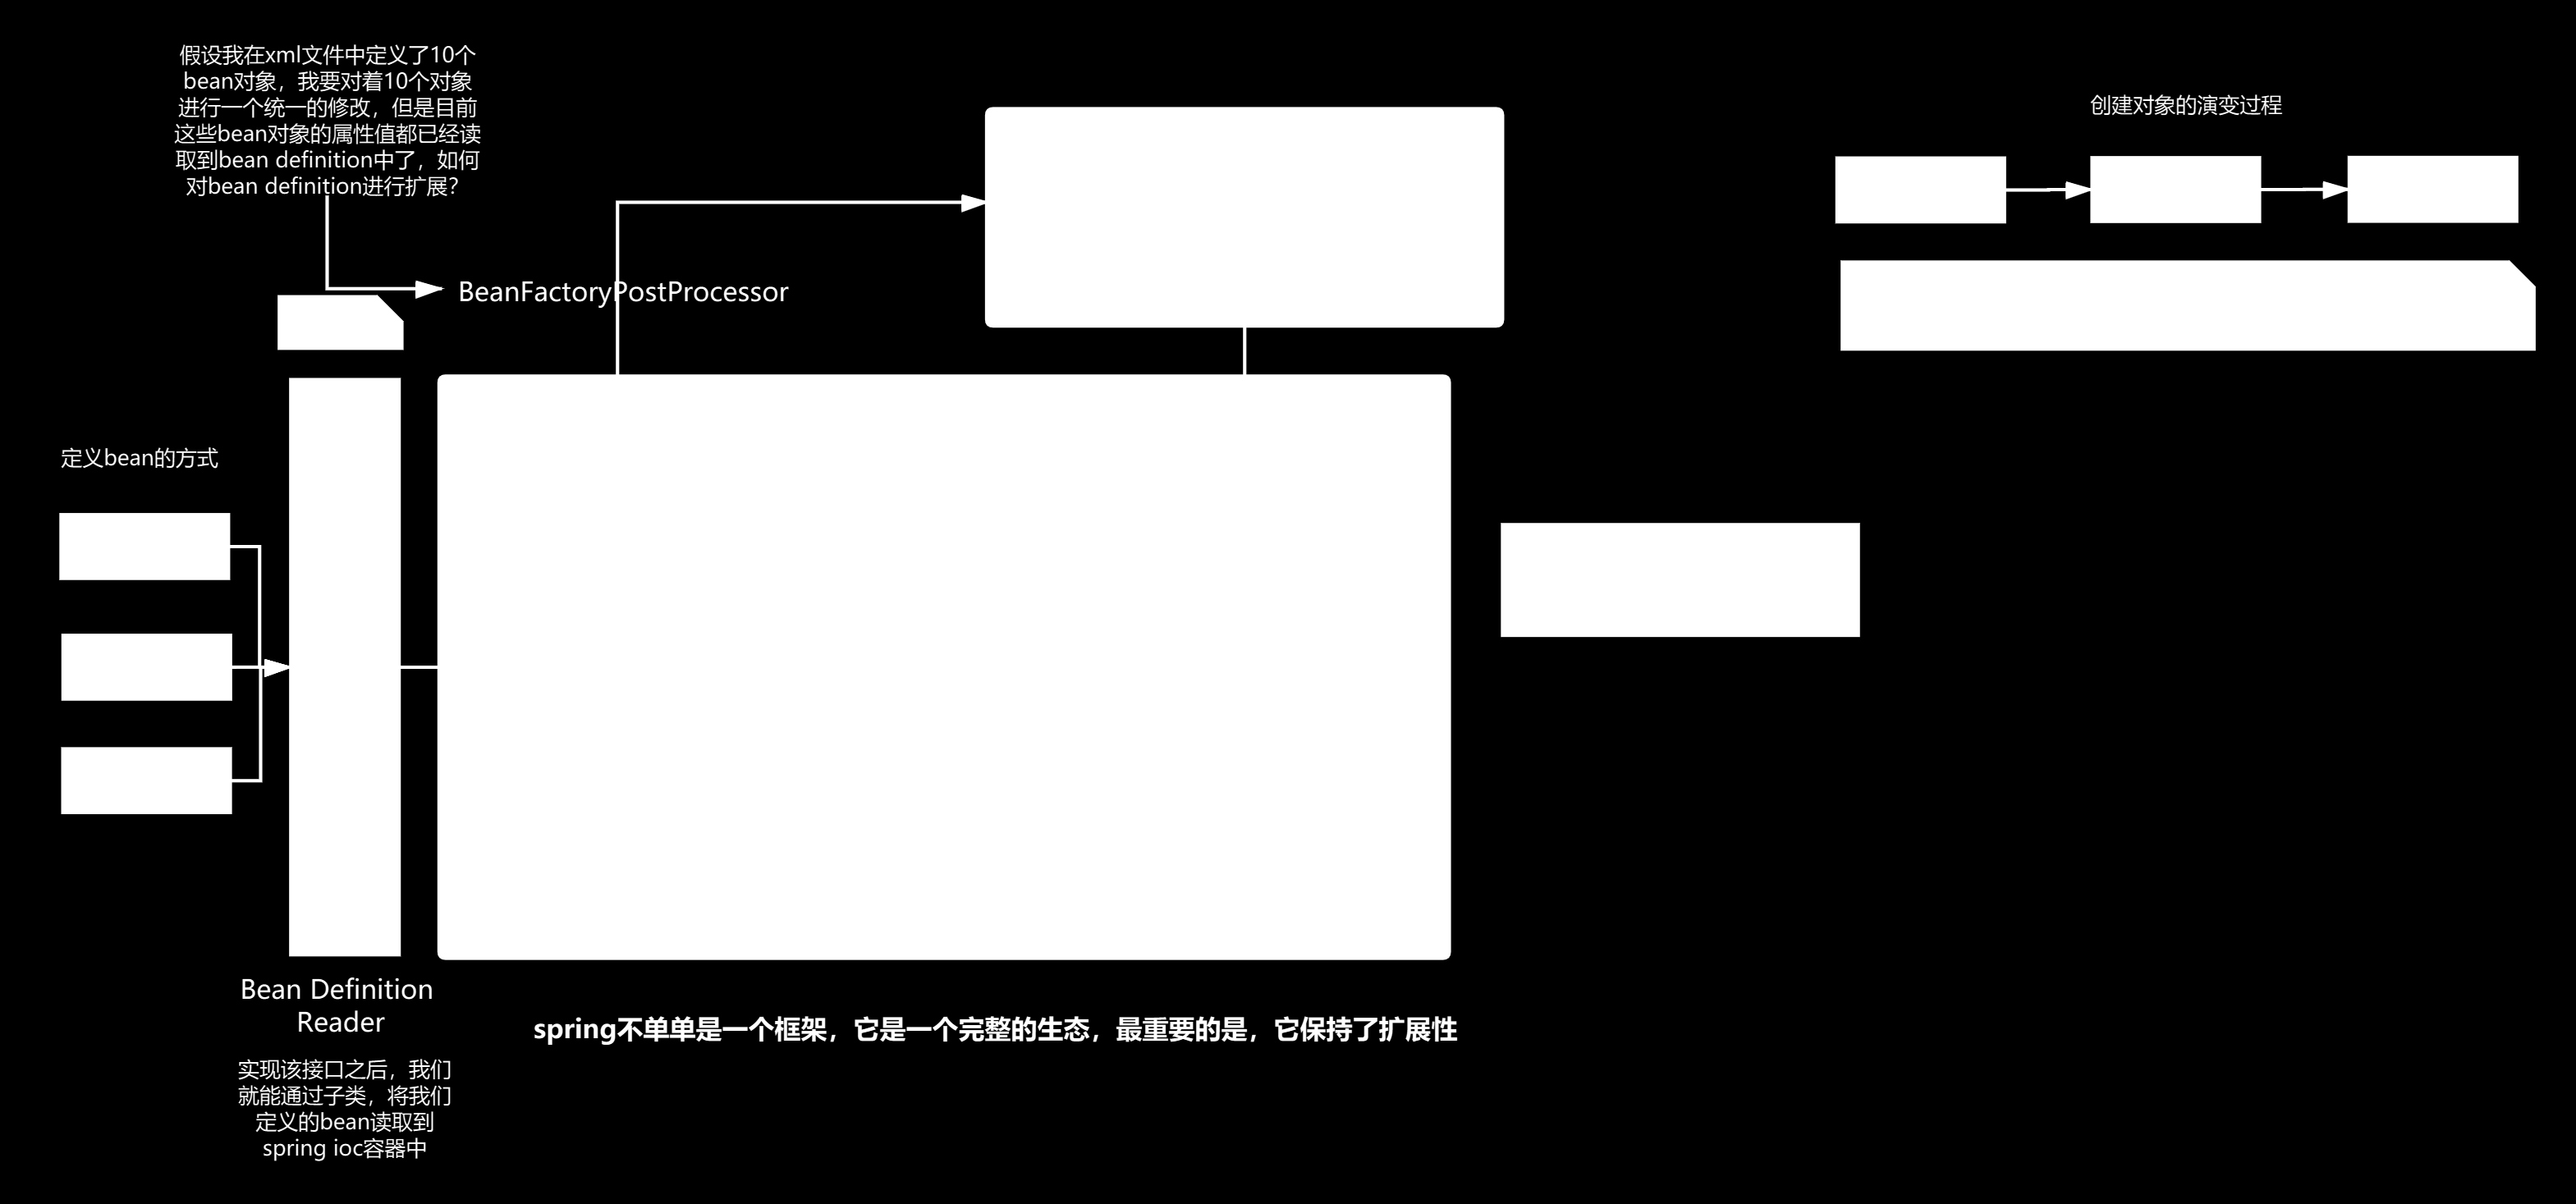 假设我在xml文件中定义了10个
bean对象，我要对着10个对象
进行一个统一的修改，但是目前
这些bean对象的属性值都已经读
取到bean definition中了，如何
对bean definition进行扩展？
创建对象的演变过程
BeanFactoryPostProcessor
定义bean的方式
Bean Definition
Reader
spring不单单是一个框架，它是一个完整的生态，最重要的是，它保持了扩展性
实现该接口之后，我们
就能通过子类，将我们
定义的bean读取到
spring ioc容器中